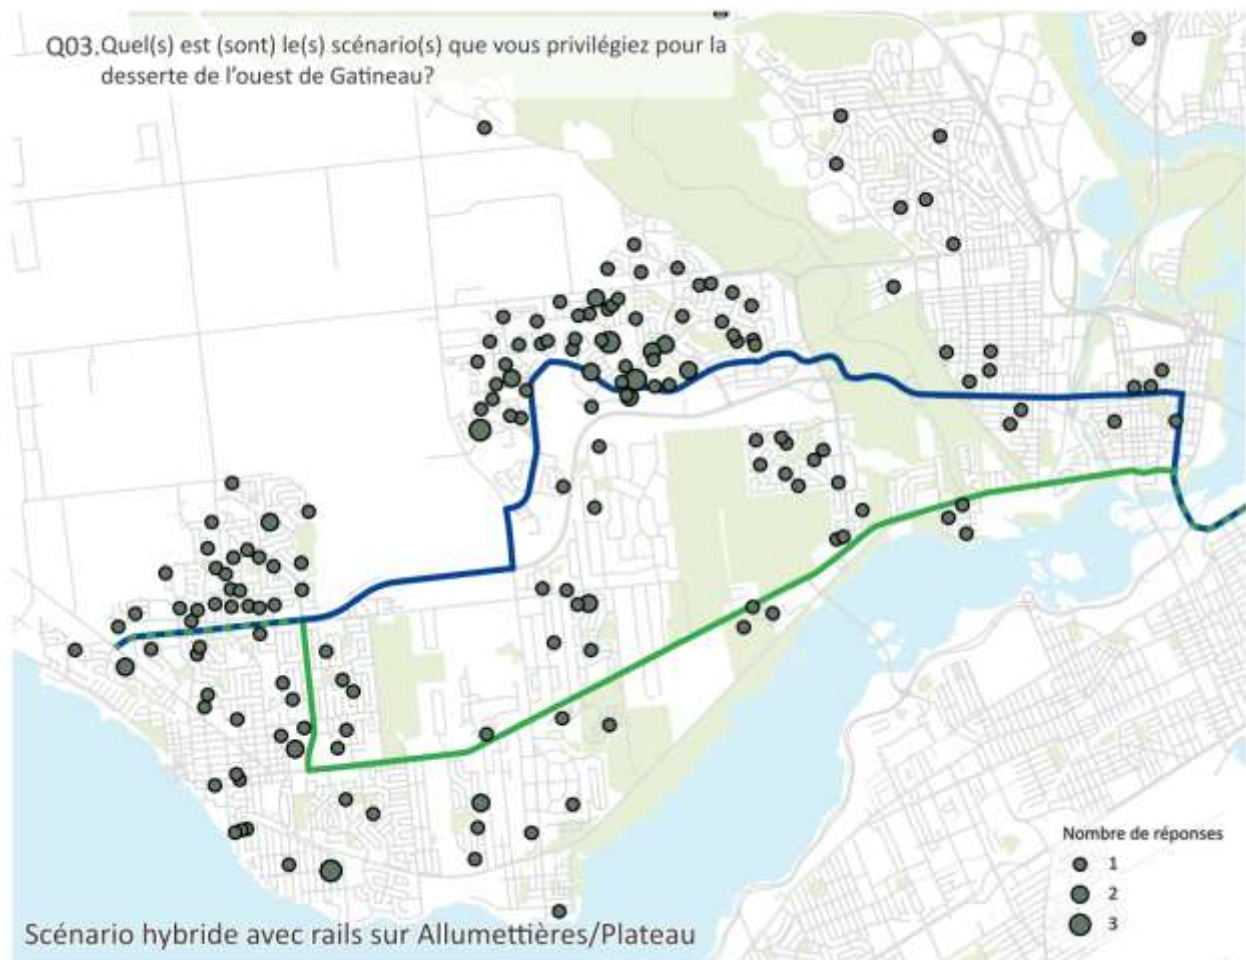 Q03.Quel(s) est (sont) le(s) scénario(s) que vous privilégiez pour la
desserte de l'ouest de Gatineau?
Nombre de réponses
1
2
3
Scénario hybride avec rails sur Allumettières/Plateau